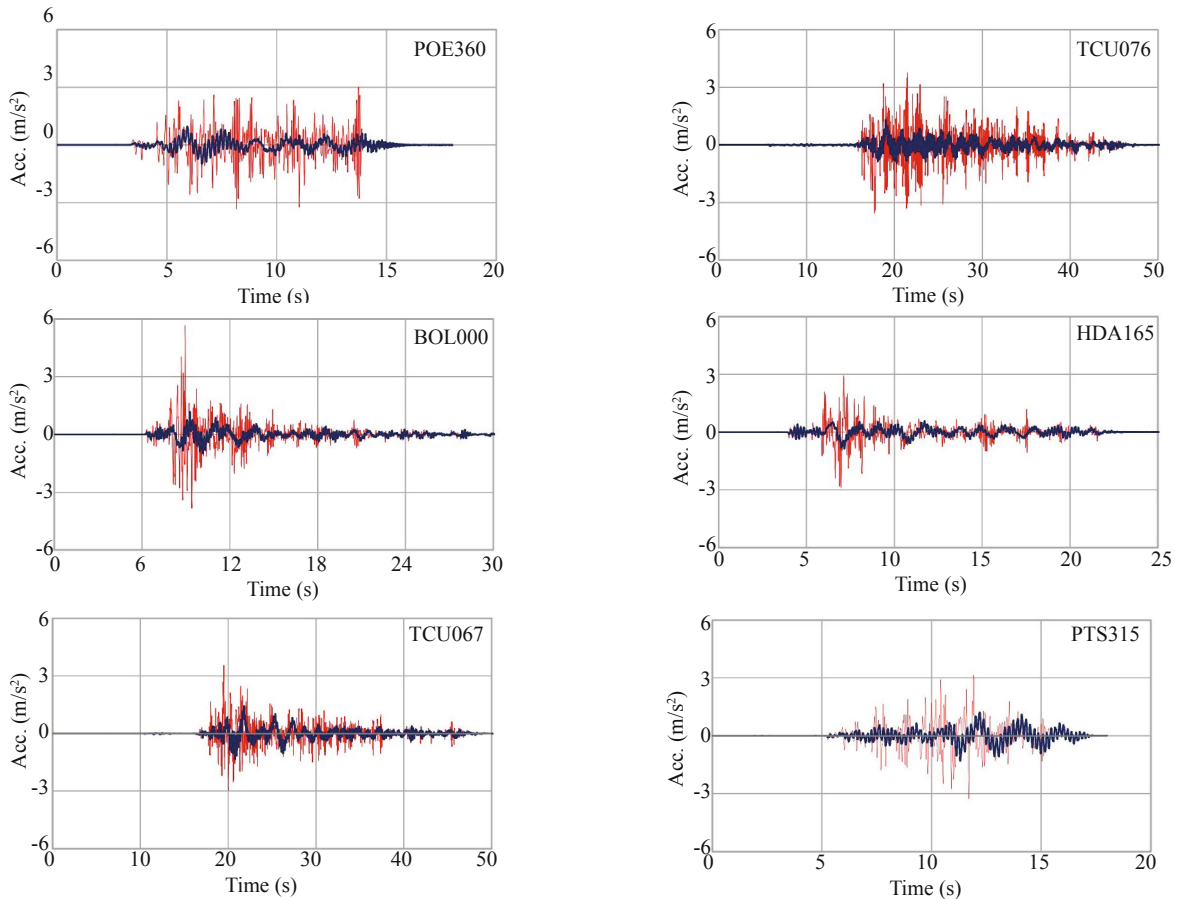 6
3
0
-3
-6
Acc. (m/s²)
POE360
0 5 10 15 20
Time (s)
6
3
0
-3
-6
Acc. (m/s²)
TCU076
0 10 20 30 40 50
Time (s)
6
3
0
-3
-6
Acc. (m/s²)
BOL000
0 6 12 18 24 30
Time (s)
6
3
0
-3
-6
Acc. (m/s²)
HDA165
0 5 10 15 20 25
Time (s)
6
3
0
-3
-6
Acc. (m/s²)
TCU067
0 10 20 30 40 50
Time (s)
6
3
0
-3
-6
Acc. (m/s²)
PTS315
0 5 10 15 20
Time (s)